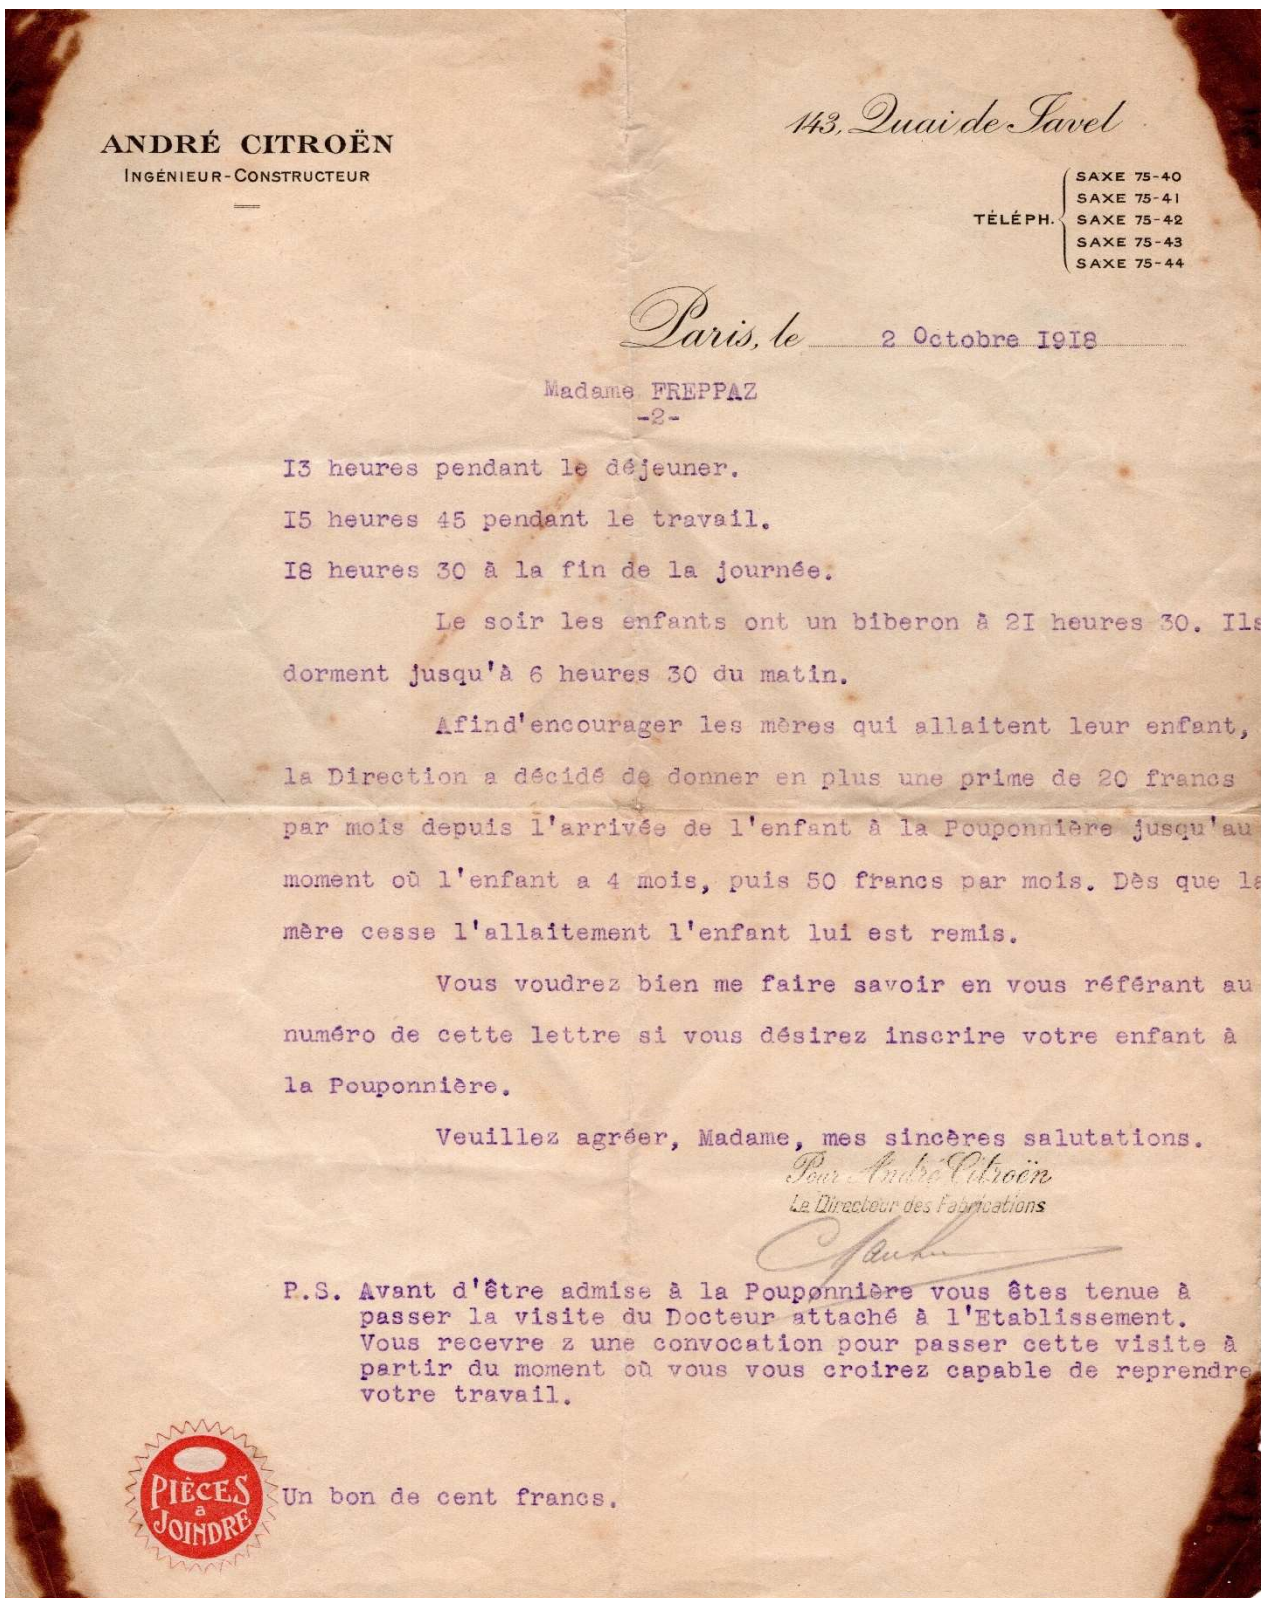 ANDRÉ CITROËN
INGÉNIEUR-CONSTRUCTEUR
143, Quai de Javel
TÉLÉPH.
SAXE 75-40
SAXE 75-41
SAXE 75-42
SAXE 75-43
SAXE 75-44
Paris, le 2 Octobre I9I8
Madame FREPPAZ
-2-
I3 heures pendant le déjeuner.
I5 heures 45 pendant le travail.
I8 heures 30 à la fin de la journée.
Le soir les enfants ont un biberon à 2I heures 30. Ils
dorment jusqu'à 6 heures 30 du matin.
Afind'encourager les mères qui allaitent leur enfant,
la Direction a décidé de donner en plus une prime de 20 francs
par mois depuis l'arrivée de l'enfant à la Pouponnière jusqu'au
moment où l'enfant a 4 mois, puis 50 francs par mois. Dès que la
mère cesse l'allaitement l'enfant lui est remis.
Vous voudrez bien me faire savoir en vous référant au
numéro de cette lettre si vous désirez inscrire votre enfant à
la Pouponnière.
Veuillez agréer, Madame, mes sincères salutations.
Pour André Citroën
Le Directeur des Fabrications
P.S. Avant d'être admise à la Pouponnière vous êtes tenue à
passer la visite du Docteur attaché à l'Etablissement.
Vous recevre z une convocation pour passer cette visite à
partir du moment où vous vous croirez capable de reprendre
votre travail.
PIÈCES
à
JOINDRE
Un bon de cent francs.